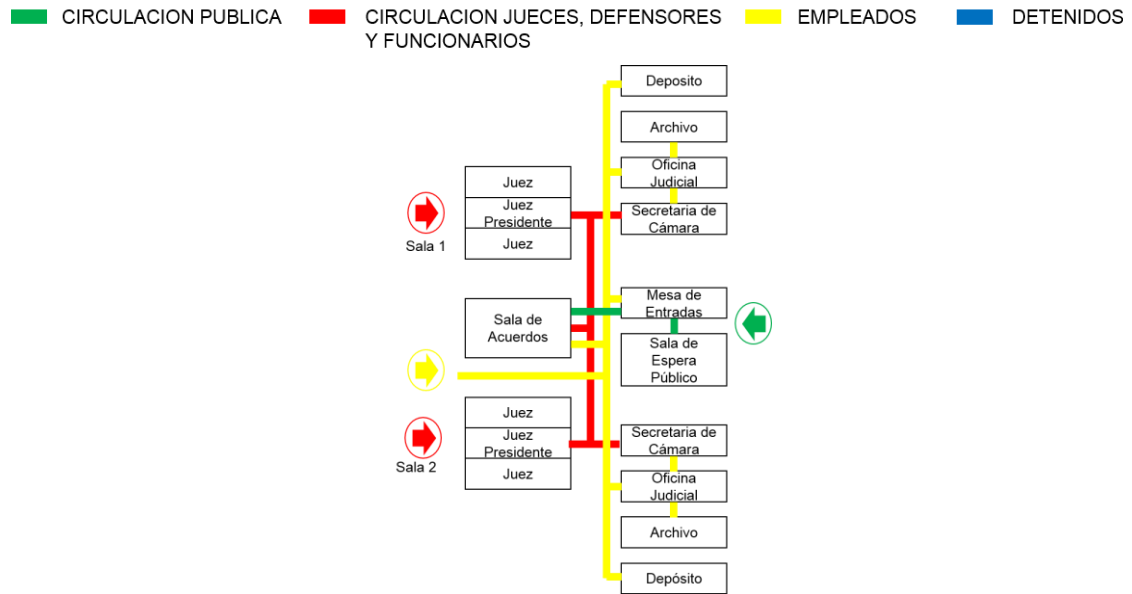 CIRCULACION PUBLICA
CIRCULACION JUECES, DEFENSORES
Y FUNCIONARIOS
EMPLEADOS
DETENIDOS
Deposito
Archivo
Oficina
Judicial
Secretaria de
Cámara
Juez
Juez
Presidente
Juez
Sala 1
Mesa de
Entradas
Sala de
Acuerdos
Sala de
Espera
Público
Juez
Juez
Presidente
Juez
Sala 2
Secretaria de
Cámara
Oficina
Judicial
Archivo
Depósito